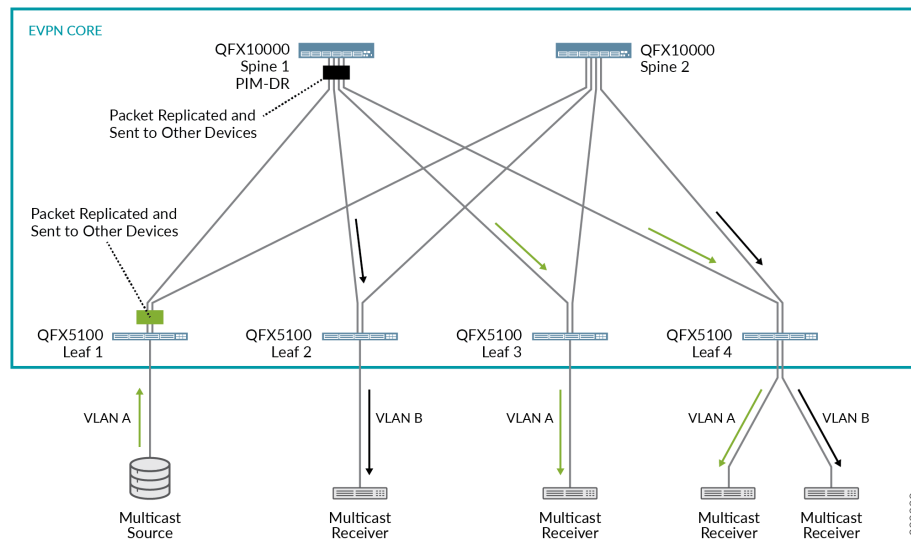 EVPN CORE
QFX10000
Spine 1
PIM-DR
QFX10000
Spine 2
Packet Replicated and
Sent to Other Devices
Packet Replicated and
Sent to Other Devices
QFX5100
Leaf 1
QFX5100
Leaf 2
QFX5100
Leaf 3
QFX5100
Leaf 4
VLAN A
VLAN B
VLAN A
VLAN A
VLAN B
Multicast
Source
Multicast
Receiver
Multicast
Receiver
Multicast
Receiver
Multicast
Receiver